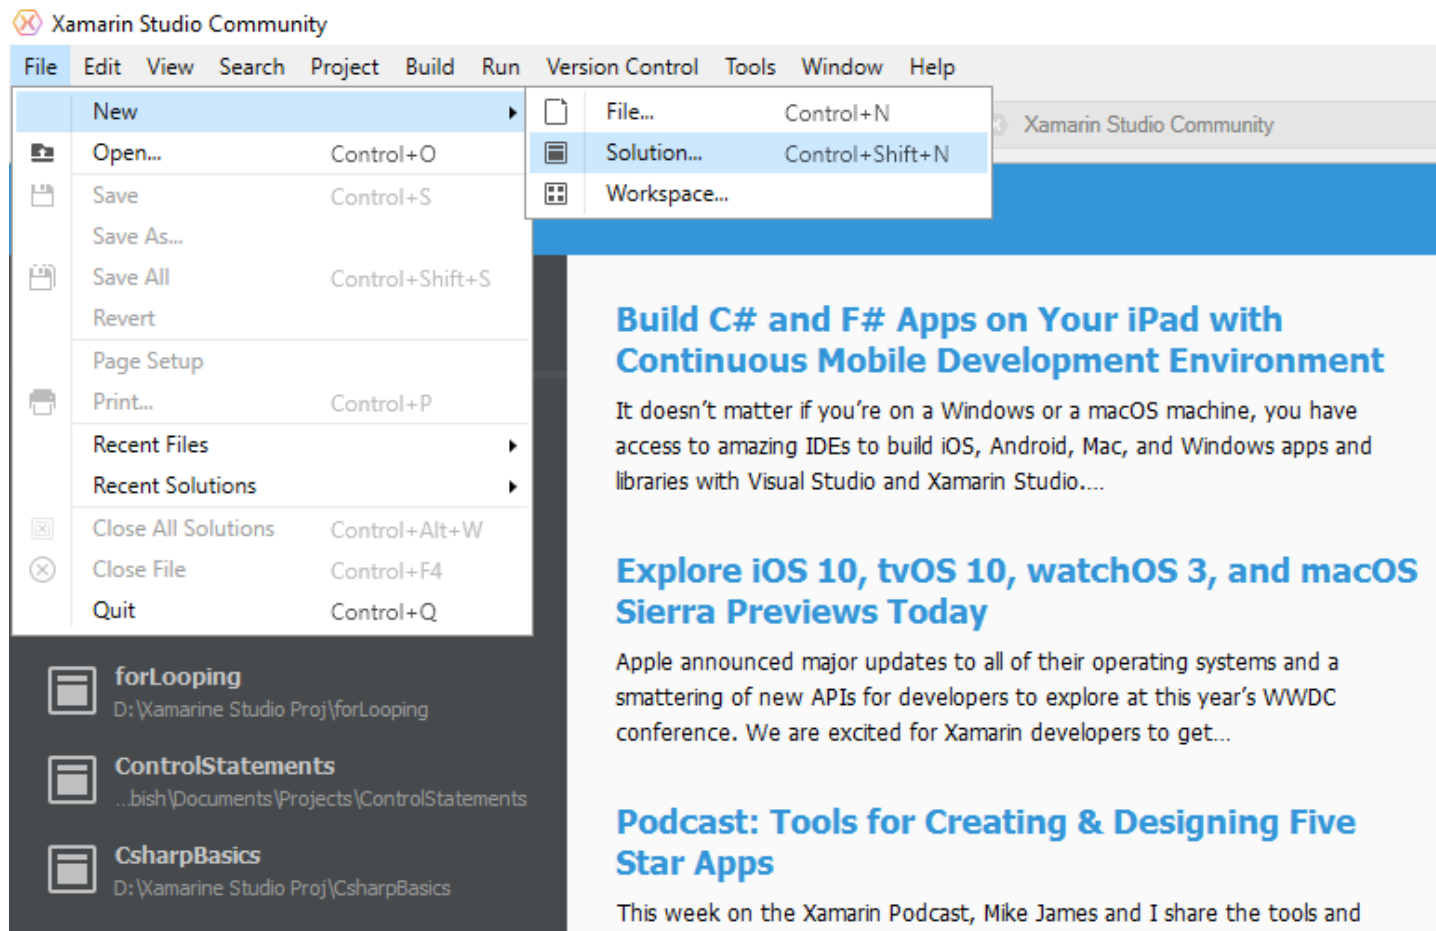 Xamarin Studio Community
File Edit View Search Project Build Run Version Control Tools Window Help
New
Open... Control+O
Save Control+S
Save As...
Save All Control+Shift+S
Revert
Page Setup
Print... Control+P
Recent Files
Recent Solutions
Close All Solutions Control+Alt+W
Close File Control+F4
Quit Control+Q
File... Control+N
Solution... Control+Shift+N
Workspace...
Xamarin Studio Community
forLooping
D:\Xamarine Studio Proj\forLooping
ControlStatements
...bish\Documents\Projects\ControlStatements
CsharpBasics
D:\Xamarine Studio Proj\CsharpBasics
Build C# and F# Apps on Your iPad with
Continuous Mobile Development Environment
It doesn’t matter if you’re on a Windows or a macOS machine, you have
access to amazing IDEs to build iOS, Android, Mac, and Windows apps and
libraries with Visual Studio and Xamarin Studio.…
Explore iOS 10, tvOS 10, watchOS 3, and macOS
Sierra Previews Today
Apple announced major updates to all of their operating systems and a
smattering of new APIs for developers to explore at this year’s WWDC
conference. We are excited for Xamarin developers to get…
Podcast: Tools for Creating & Designing Five
Star Apps
This week on the Xamarin Podcast, Mike James and I share the tools and